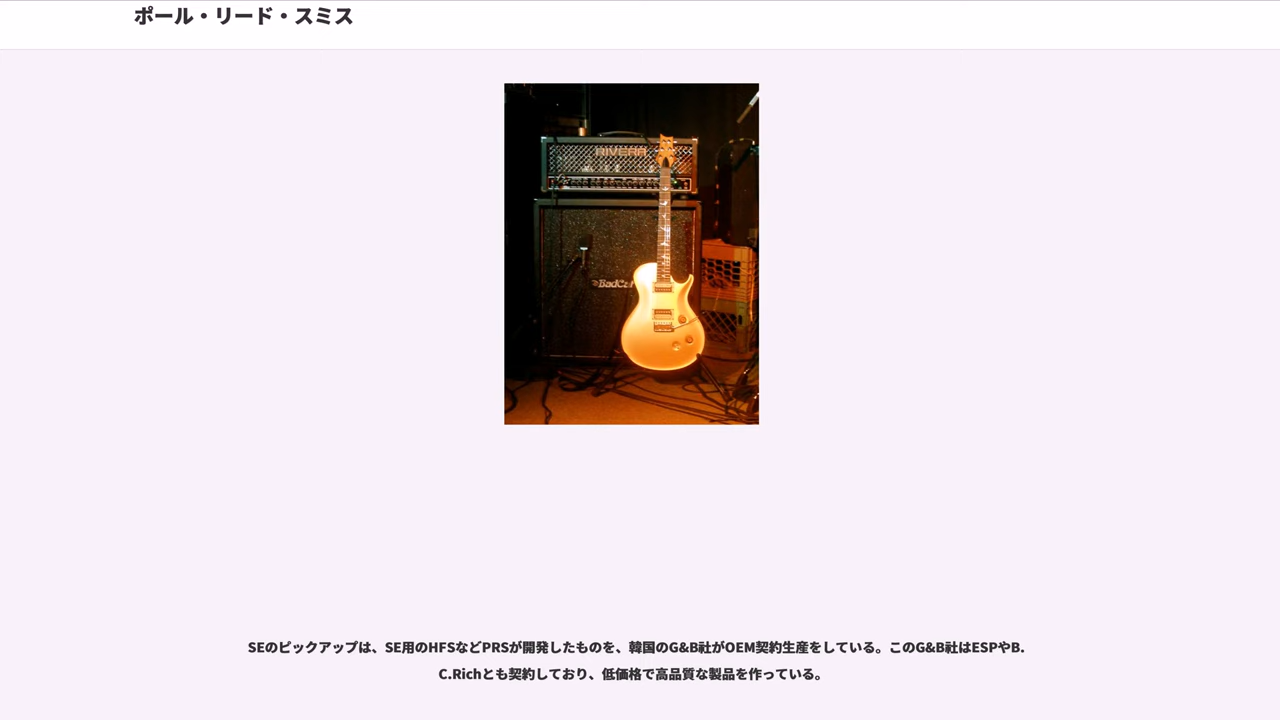 ポール・リード・スミス
RIVERA
BadCa
SEのピックアップは、SE用のHFSなどPRSが開発したものを、韓国のG&B社がOEM契約生産をしている。このG&B社はESPやB.
C.Richとも契約しており、低価格で高品質な製品を作っている。